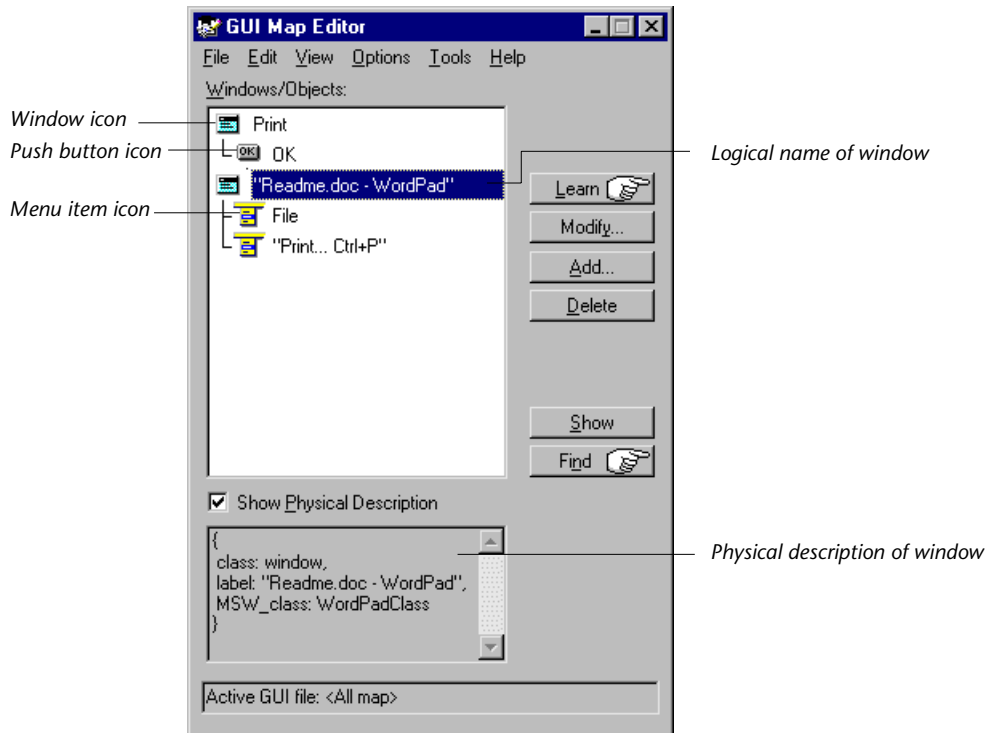 GUI Map Editor
File Edit View Options Tools Help
Windows/Objects:
Window icon
Print
Push button icon
OK
OK
Logical name of window
"Readme.doc - WordPad"
Learn
Menu item icon
File
Modify...
"Print... Ctrl+P"
Add...
Delete
Show
Find
Show Physical Description
{
class: window,
label: "Readme.doc - WordPad",
MSW_class: WordPadClass
}
Physical description of window
Active GUI file: <All map>